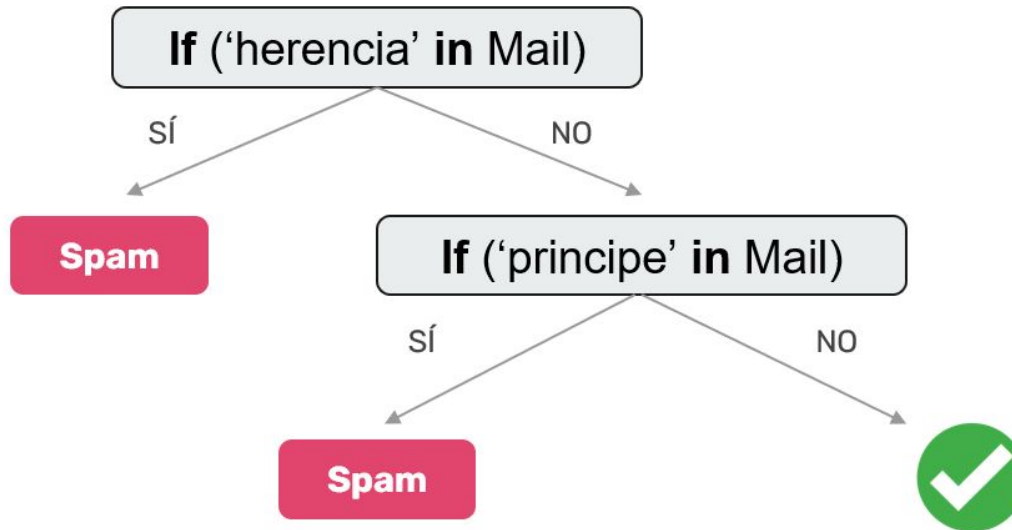 If (‘herencia’ in Mail)
SÍ
NO
Spam
If (‘principe’ in Mail)
SÍ
NO
Spam